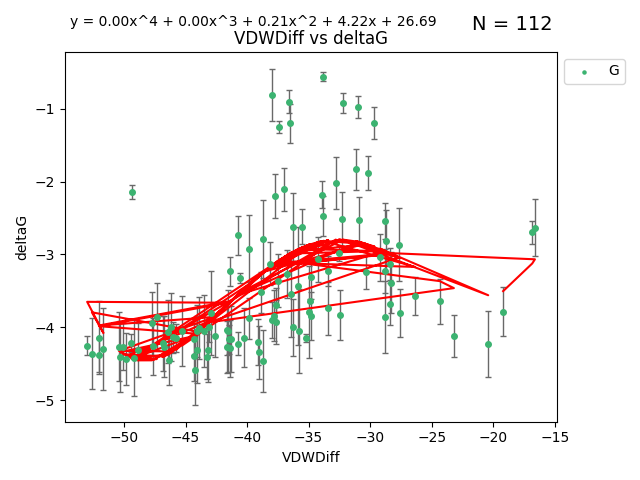 y = 0.00x^4 + 0.00x^3 + 0.21x^2 + 4.22x + 26.69
N = 112
VDWDiff vs deltaG
G
deltaG
−1
−2
−3
−4
−5
−50 −45 −40 −35 −30 −25 −20 −15
VDWDiff